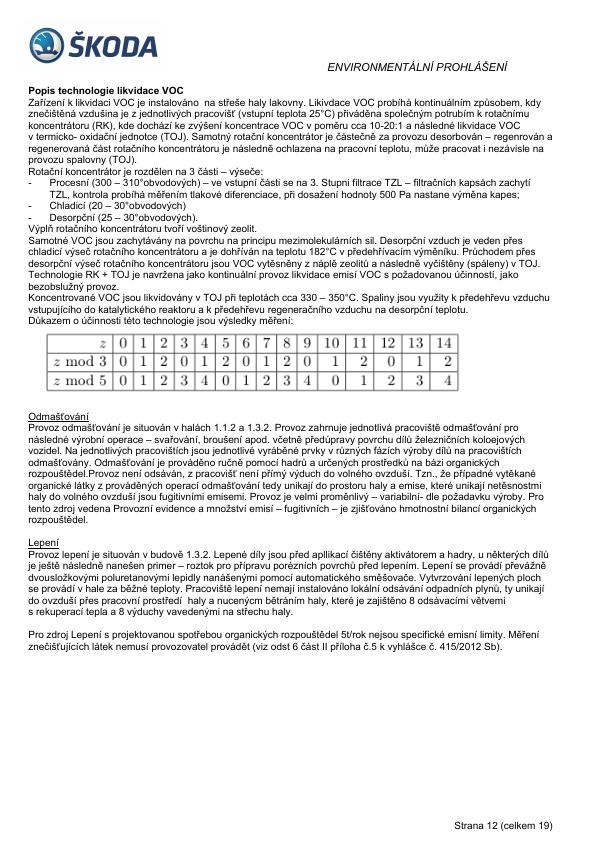 ŠKODA
ENVIRONMENTÁLNÍ PROHLÁŠENÍ
Popis technologie likvidace VOC
Zařízení k likvidaci VOC je instalováno na střeše haly lakovny. Likivdace VOC probíhá kontinuálním způsobem, kdy
znečištěná vzdušina je z jednotlivých pracovišť (vstupní teplota 25°C) přiváděna společným potrubím k rotačnímu
koncentrátoru (RK), kde dochází ke zvýšení koncentrace VOC v poměru cca 10-20:1 a následné likvidace VOC
v termicko- oxidační jednotce (TOJ). Samotný rotační koncentrátor je částečně za provozu desorbován – regenrován a
regenerovaná část rotačního koncentrátoru je následně ochlazena na pracovní teplotu, může pracovat i nezávisle na
provozu spalovny (TOJ).
Rotační koncentrátor je rozdělen na 3 části – výseče:
- Procesní (300 – 310°obvodových) – ve vstupní části se na 3. Stupni filtrace TZL – filtračních kapsách zachytí
TZL, kontrola probíhá měřením tlakové diferenciace, při dosažení hodnoty 500 Pa nastane výměna kapes;
- Chladicí (20 – 30°obvodových)
- Desorpční (25 – 30°obvodových).
Výplň rotačního koncentrátoru tvoří voštinový zeolit.
Samotné VOC jsou zachytávány na povrchu na principu mezimolekulárních sil. Desorpční vzduch je veden přes
chladicí výseč rotačního koncentrátoru a je dohříván na teplotu 182°C v předehřívacím výměníku. Průchodem přes
desorpční výseč rotačního koncentrátoru jsou VOC vytěsněny z náplě zeolitů a následně vyčištěny (spáleny) v TOJ.
Technologie RK + TOJ je navržena jako kontinuální provoz likvidace emisí VOC s požadovanou účinností, jako
bezobslužný provoz.
Koncentrované VOC jsou likvidovány v TOJ při teplotách cca 330 – 350°C. Spaliny jsou využity k předehřevu vzduchu
vstupujícího do katalytického reaktoru a k předehřevu regeneračního vzduchu na desorpční teplotu.
Důkazem o účinnosti této technologie jsou výsledky měření:
z 0 1 2 3 4 5 6 7 8 9 10 11 12 13 14
z mod 3 0 1 2 0 1 2 0 1 2 0 1 2 0 1 2
z mod 5 0 1 2 3 4 0 1 2 3 4 0 1 2 3 4
Odmašťování
Provoz odmašťování je situován v halách 1.1.2 a 1.3.2. Provoz zahrnuje jednotlivá pracoviště odmašťování pro
následné výrobní operace – svařování, broušení apod. včetně předúpravy povrchu dílů železničních kolejových
vozidel. Na jednotlivých pracovištích jsou jednotlivé vyráběné prvky v různých fázích výroby dílů na pracovištích
odmašťovány. Odmašťování je prováděno ručně pomocí hadrů a určených prostředků na bázi organických
rozpouštědel.Provoz není odsáván, z pracovišť není přímý výduch do volného ovzduší. Tzn., že případné vytěkané
organické látky z prováděných operací odmašťování tedy unikají do prostoru haly a emise, které unikají netěsnostmi
haly do volného ovzduší jsou fugitivními emisemi. Provoz je velmi proměnlivý – variabilní- dle požadavku výroby. Pro
tento zdroj vedena Provozní evidence a množství emisí – fugitivních – je zjišťováno hmotnostní bilancí organických
rozpouštědel.
Lepení
Provoz lepení je situován v budově 1.3.2. Lepené díly jsou před apllikací čištěny aktivátorem a hadry, u některých dílů
je ještě následně nanešen primer – roztok pro přípravu porézních povrchů před lepením. Lepení se provádí převážně
dvousložkovými poluretanovými lepidly nanášenými pomocí automatického směšovače. Vytvrzování lepených ploch
se provádí v hale za běžné teploty. Pracoviště lepení nemají instalováno lokální odsávání odpadních plynů, ty unikají
do ovzduší přes pracovní prostředí haly a nuceným bětráním haly, které je zajištěno 8 odsávacími větvemi
s rekuperací tepla a 8 výduchy vavedenými na střechu haly.
Pro zdroj Lepení s projektovanou spotřebou organických rozpouštědel 5t/rok nejsou specifické emisní limity. Měření
znečišťujících látek nemusí provozovatel provádět (viz odst 6 část II příloha č.5 k vyhlášce č. 415/2012 Sb).
Strana 12 (celkem 19)